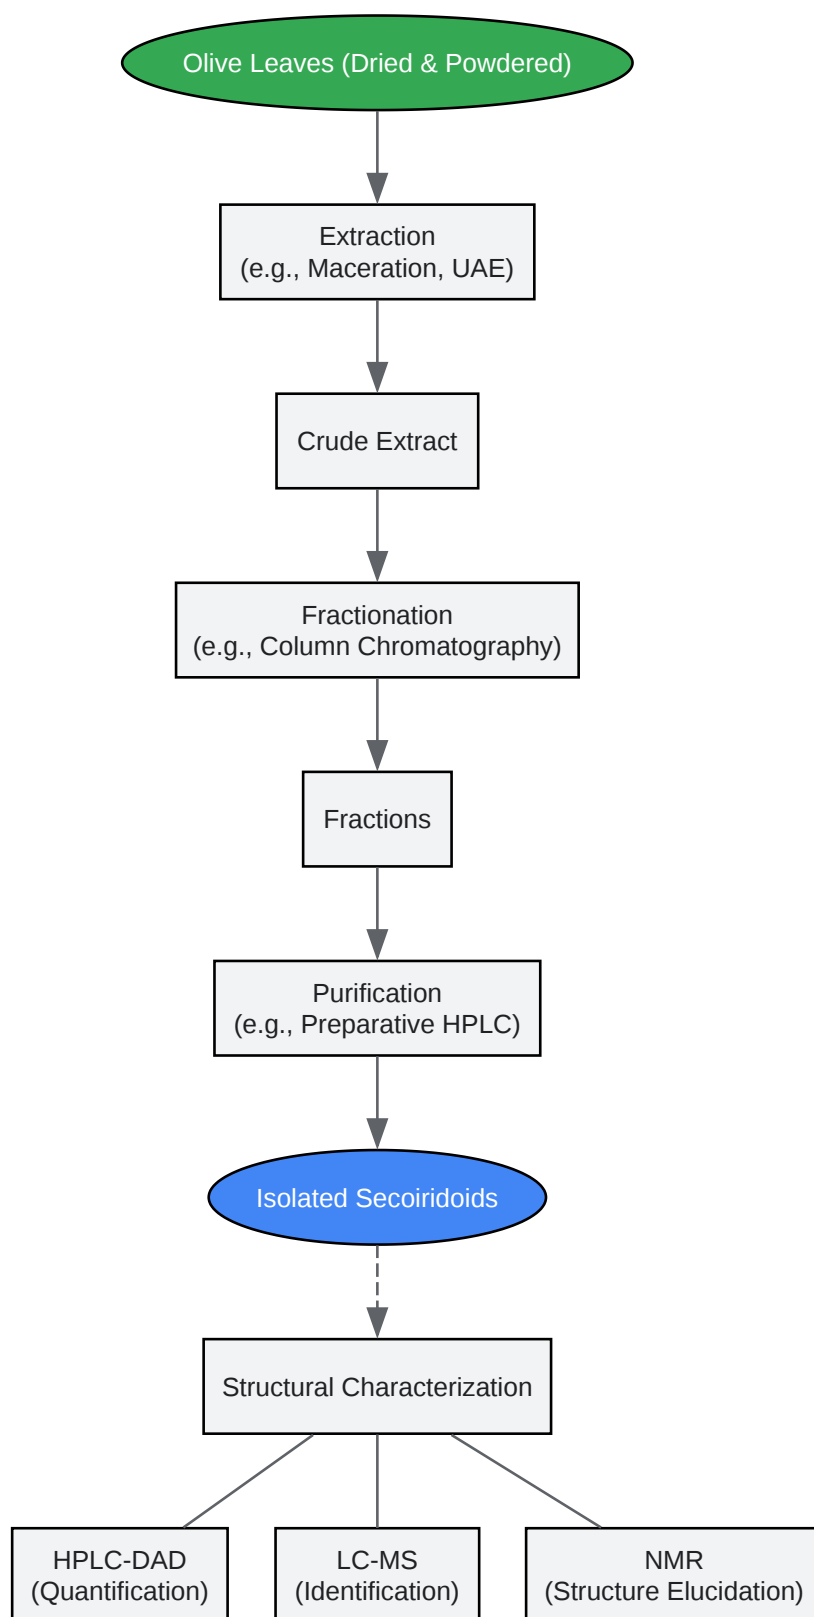 Olive Leaves (Dried & Powdered)
Extraction
(e.g., Maceration, UAE)
Crude Extract
Fractionation
(e.g., Column Chromatography)
Fractions
Purification
(e.g., Preparative HPLC)
Isolated Secoiridoids
Structural Characterization
HPLC-DAD
(Quantification)
LC-MS
(Identification)
NMR
(Structure Elucidation)